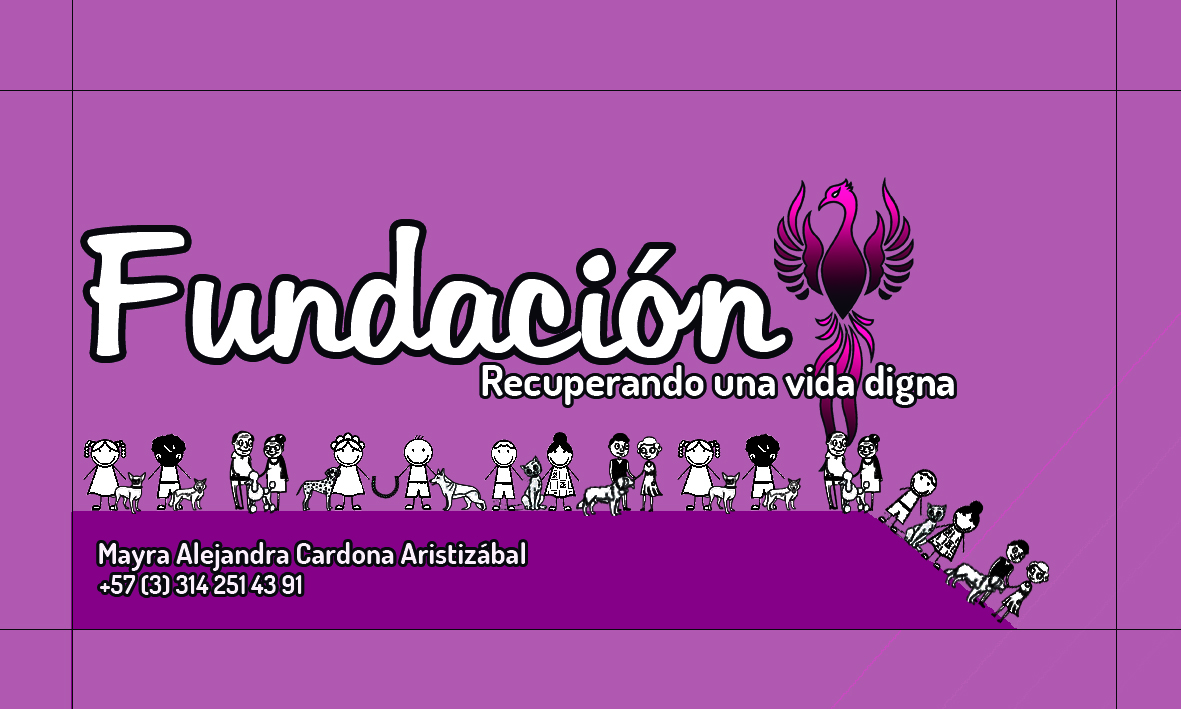 Fundación
Recuperando una vida digna
Mayra Alejandra Cardona Aristizábal
+57 (3) 314 251 43 91